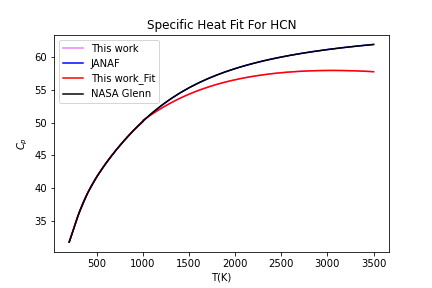 Specific Heat Fit For HCN
This work
JANAF
This work_Fit
NASA Glenn
60
55
50
45
40
35
C_p
500 1000 1500 2000 2500 3000 3500
T(K)